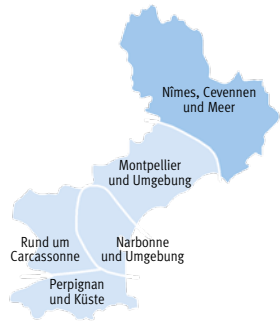 Nîmes, Cevennen
und Meer
Montpellier
und Umgebung
Rund um
Carcassonne
Narbonne
und Umgebung
Perpignan
und Küste